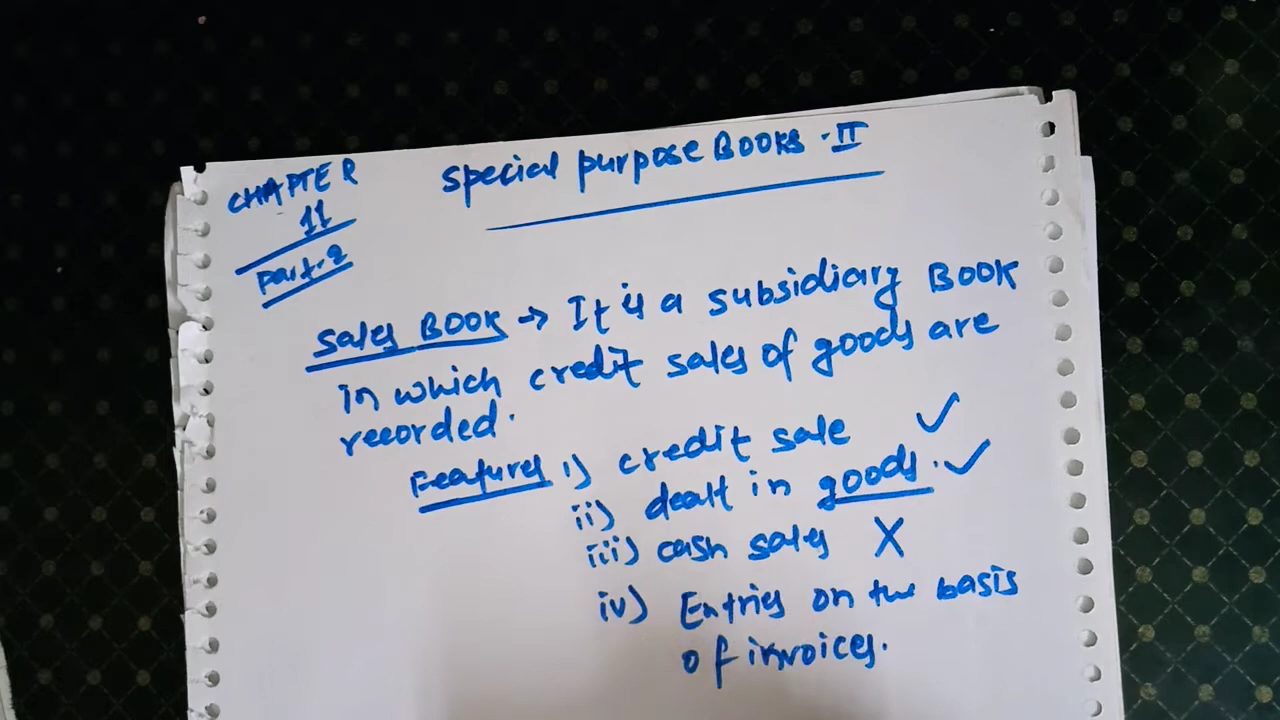 CHAPTER
11
Part-2
Special purpose BOOKS-II
Sales BOOK → It is a subsidiary BOOK
in which credit sales of goods are
recorded.
Features i) credit sale ✓
ii) dealt in goods. ✓
iii) cash sales X
iv) Entries on the basis
of invoices.